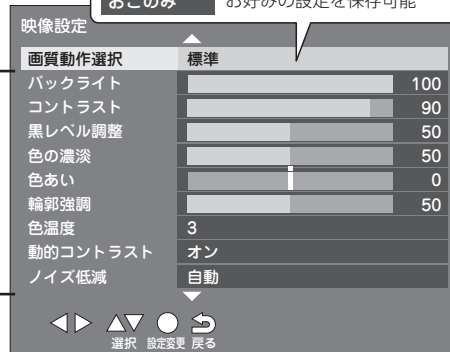 おこのみ お好みの設定を保存可能
映像設定
画質動作選択 標準
バックライト 100
コントラスト 90
黒レベル調整 50
色の濃淡 50
色あい 0
輪郭強調 50
色温度 3
動的コントラスト オン
ノイズ低減 自動
選択 設定変更 戻る